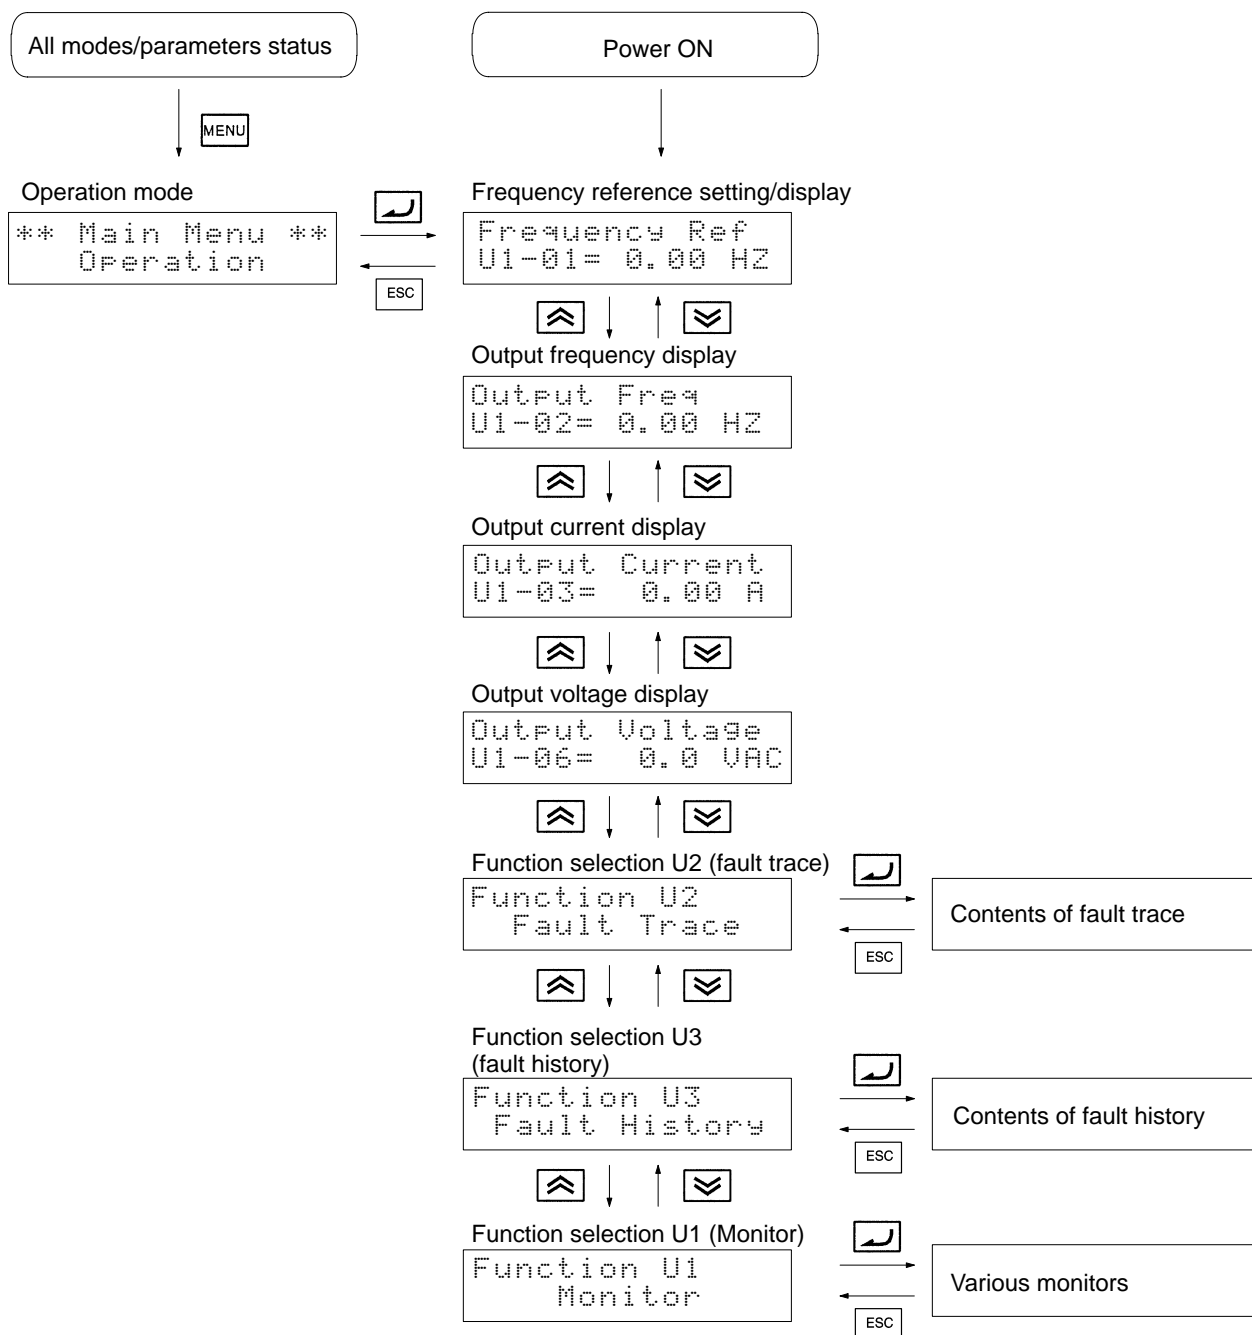 All modes/parameters status
Power ON
MENU
Operation mode
** Main Menu **
Operation
ESC
Frequency reference setting/display
Frequency Ref
U1-01= 0.00 HZ
Output frequency display
Output Freq
U1-02= 0.00 HZ
Output current display
Output Current
U1-03= 0.00 A
Output voltage display
Output Voltage
U1-06= 0.0 VAC
Function selection U2 (fault trace)
Function U2
Fault Trace
ESC
Contents of fault trace
Function selection U3
(fault history)
Function U3
Fault History
ESC
Contents of fault history
Function selection U1 (Monitor)
Function U1
Monitor
ESC
Various monitors